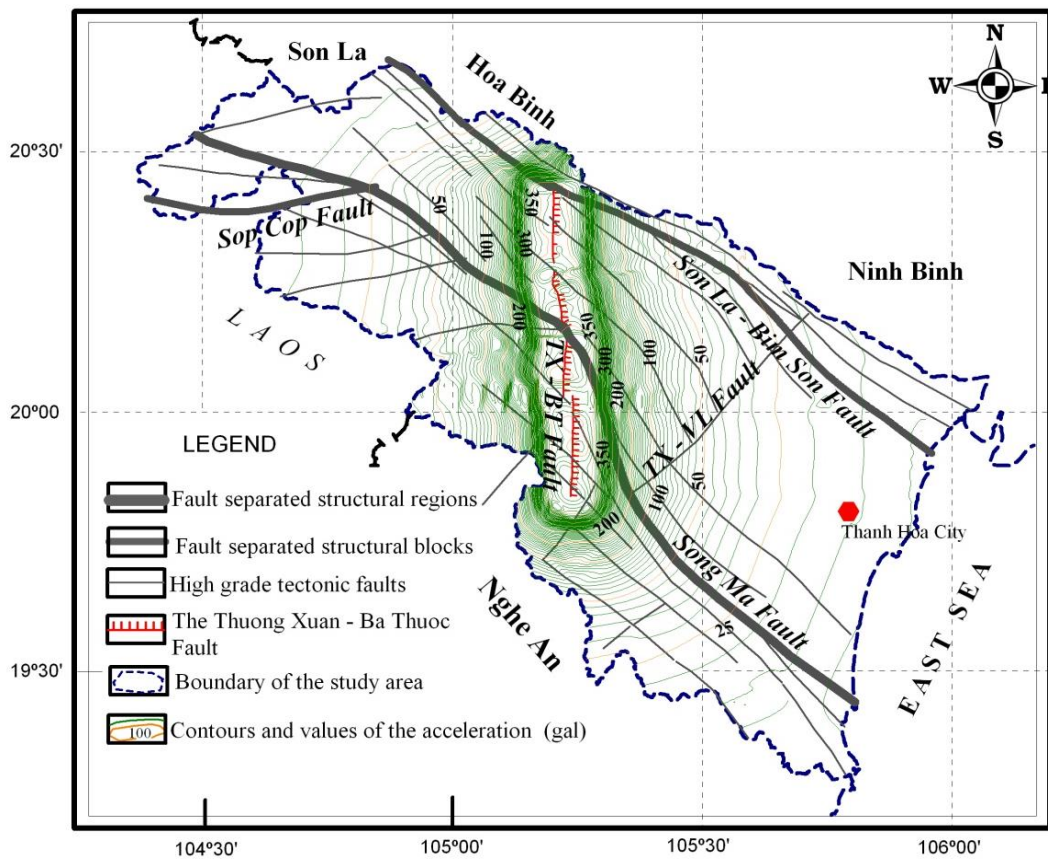 Son La
Hoa Binh
N
W
E
S
20°30'
Sop Cop Fault
50
100
350
300
200
TX - BT Fault
350
300
200
100
50
Son La - Bim Son Fault
Ninh Binh
LAOS
TX - VL Fault
20°00'
LEGEND
Fault separated structural regions
Fault separated structural blocks
High grade tectonic faults
The Thuong Xuan - Ba Thuoc
Fault
Boundary of the study area
100
Contours and values of the acceleration (gal)
350
200
100
50
Song Ma Fault
25
Thanh Hoa City
Nghe An
EAST SEA
19°30'
104°30'
105°00'
105°30'
106°00'